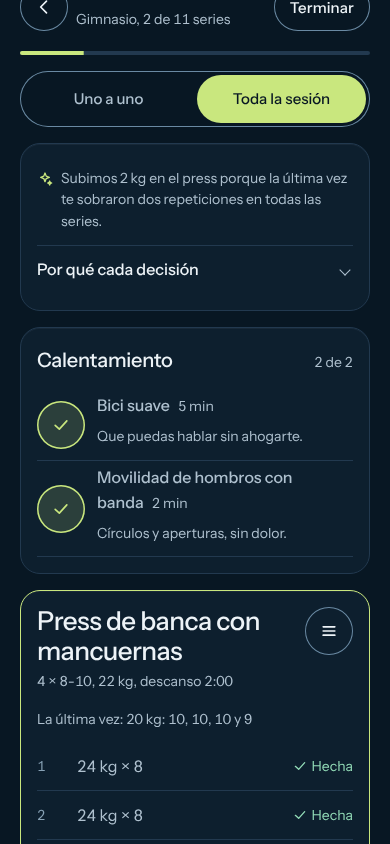 Gimnasio, 2 de 11 series
Terminar
Uno a uno
Toda la sesión
Subimos 2 kg en el press porque la última vez
te sobraron dos repeticiones en todas las
series.
Por qué cada decisión
Calentamiento
2 de 2
Bici suave 5 min
Que puedas hablar sin ahogarte.
Movilidad de hombros con
banda 2 min
Círculos y aperturas, sin dolor.
Press de banca con
mancuernas
4 × 8-10, 22 kg, descanso 2:00
La última vez: 20 kg: 10, 10, 10 y 9
1 24 kg × 8 Hecha
2 24 kg × 8 Hecha